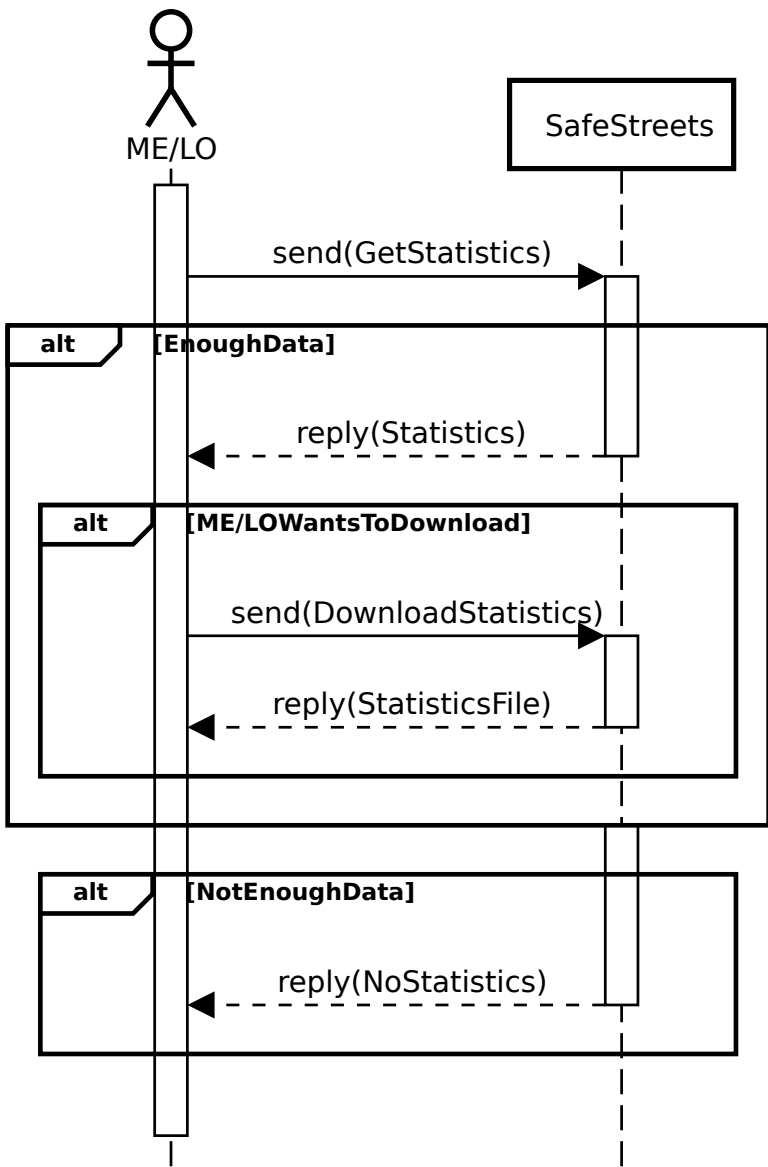 ME/LO
SafeStreets
send(GetStatistics)
alt
[EnoughData]
reply(Statistics)
alt
[ME/LOWantsToDownload]
send(DownloadStatistics)
reply(StatisticsFile)
alt
[NotEnoughData]
reply(NoStatistics)